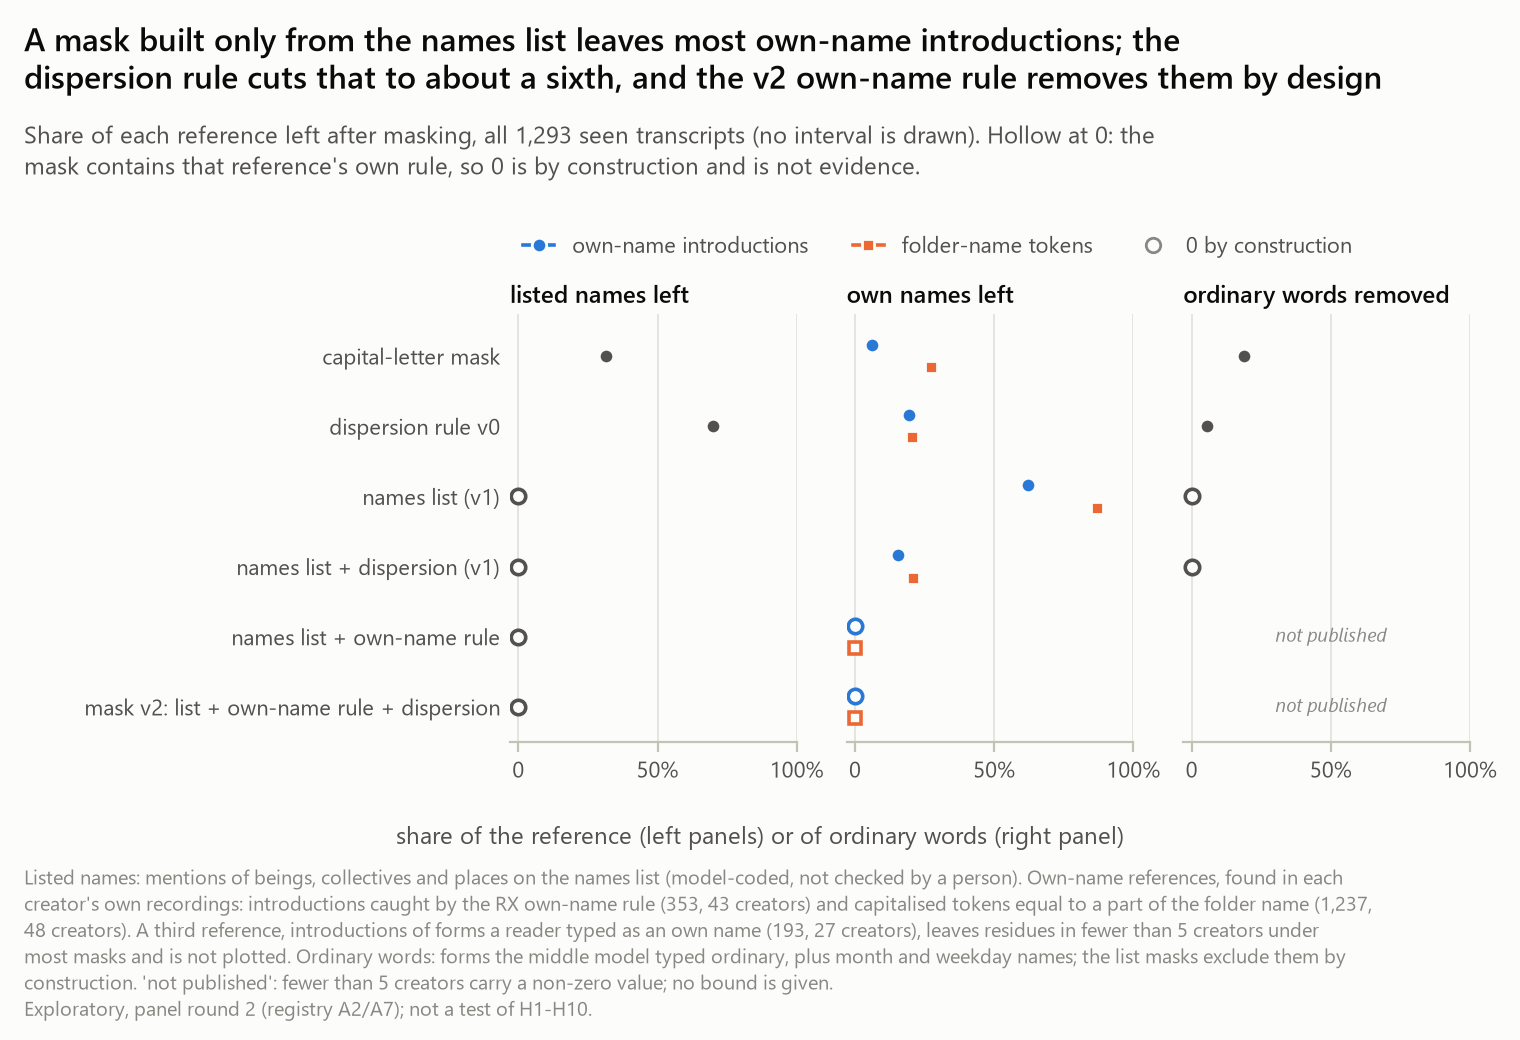 A mask built only from the names list leaves most own-name introductions; the
dispersion rule cuts that to about a sixth, and the v2 own-name rule removes them by design
Share of each reference left after masking, all 1,293 seen transcripts (no interval is drawn). Hollow at 0: the
mask contains that reference's own rule, so 0 is by construction and is not evidence.
own-name introductions
folder-name tokens
0 by construction
listed names left
own names left
ordinary words removed
capital-letter mask
dispersion rule v0
names list (v1)
names list + dispersion (v1)
names list + own-name rule
not published
mask v2: list + own-name rule + dispersion
not published
0 50% 100% 0 50% 100% 0 50% 100%
share of the reference (left panels) or of ordinary words (right panel)
Listed names: mentions of beings, collectives and places on the names list (model-coded, not checked by a person). Own-name references, found in each
creator's own recordings: introductions caught by the RX own-name rule (353, 43 creators) and capitalised tokens equal to a part of the folder name (1,237,
48 creators). A third reference, introductions of forms a reader typed as an own name (193, 27 creators), leaves residues in fewer than 5 creators under
most masks and is not plotted. Ordinary words: forms the middle model typed ordinary, plus month and weekday names; the list masks exclude them by
construction. 'not published': fewer than 5 creators carry a non-zero value; no bound is given.
Exploratory, panel round 2 (registry A2/A7); not a test of H1-H10.